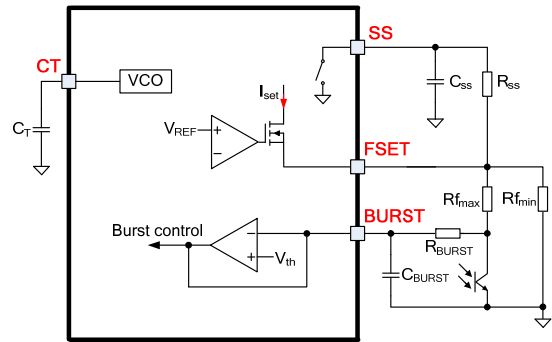 SS
CT
VCO
Css
Rss
Iset
CT
VREF
+
−
FSET
Rfmax
Rfmin
BURST
Burst control
−
+
Vth
RBURST
CBURST